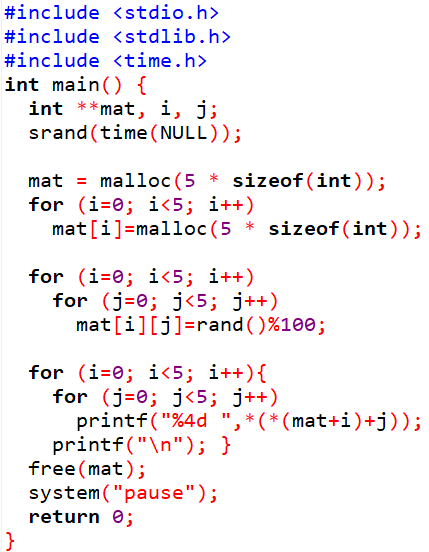 #include <stdio.h>
#include <stdlib.h>
#include <time.h>
int main() {
  int **mat, i, j;
  srand(time(NULL));

  mat = malloc(5 * sizeof(int));
  for (i=0; i<5; i++)
    mat[i]=malloc(5 * sizeof(int));

  for (i=0; i<5; i++)
    for (j=0; j<5; j++)
      mat[i][j]=rand()%100;

  for (i=0; i<5; i++){
    for (j=0; j<5; j++)
      printf("%4d ",*(*(mat+i)+j));
    printf("\n"); }
  free(mat);
  system("pause");
  return 0;
}